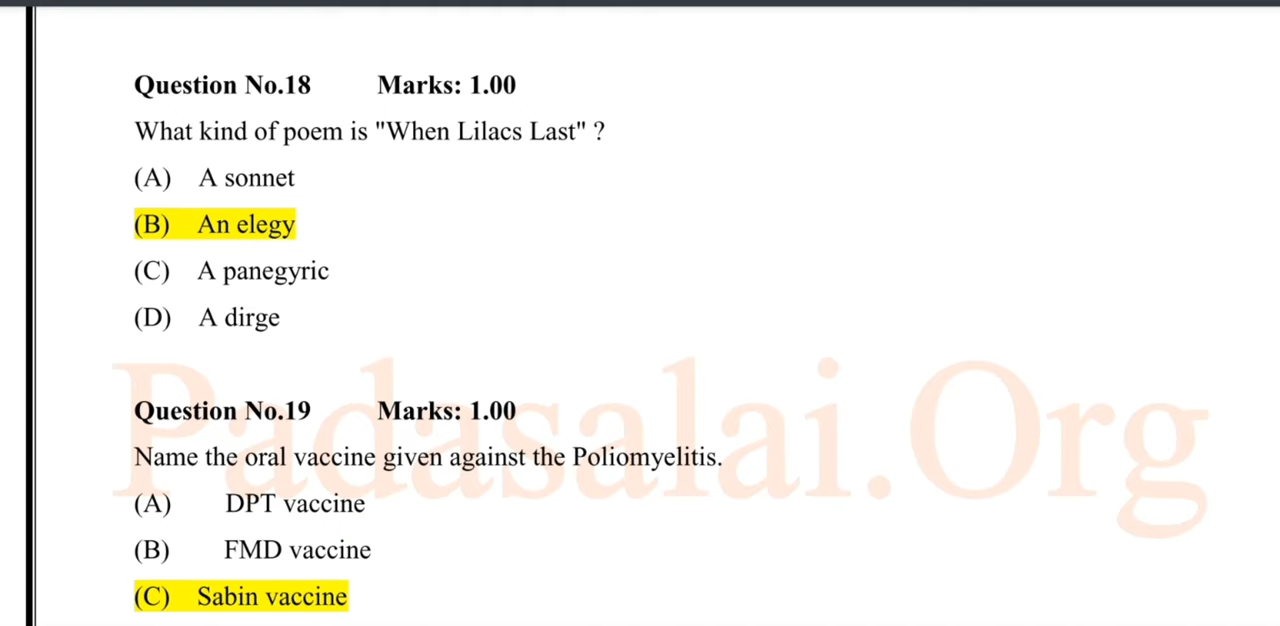 Question No.18 Marks: 1.00
What kind of poem is "When Lilacs Last" ?
(A) A sonnet
(B) An elegy
(C) A panegyric
(D) A dirge
Padasalai.Org
Question No.19 Marks: 1.00
Name the oral vaccine given against the Poliomyelitis.
(A) DPT vaccine
(B) FMD vaccine
(C) Sabin vaccine